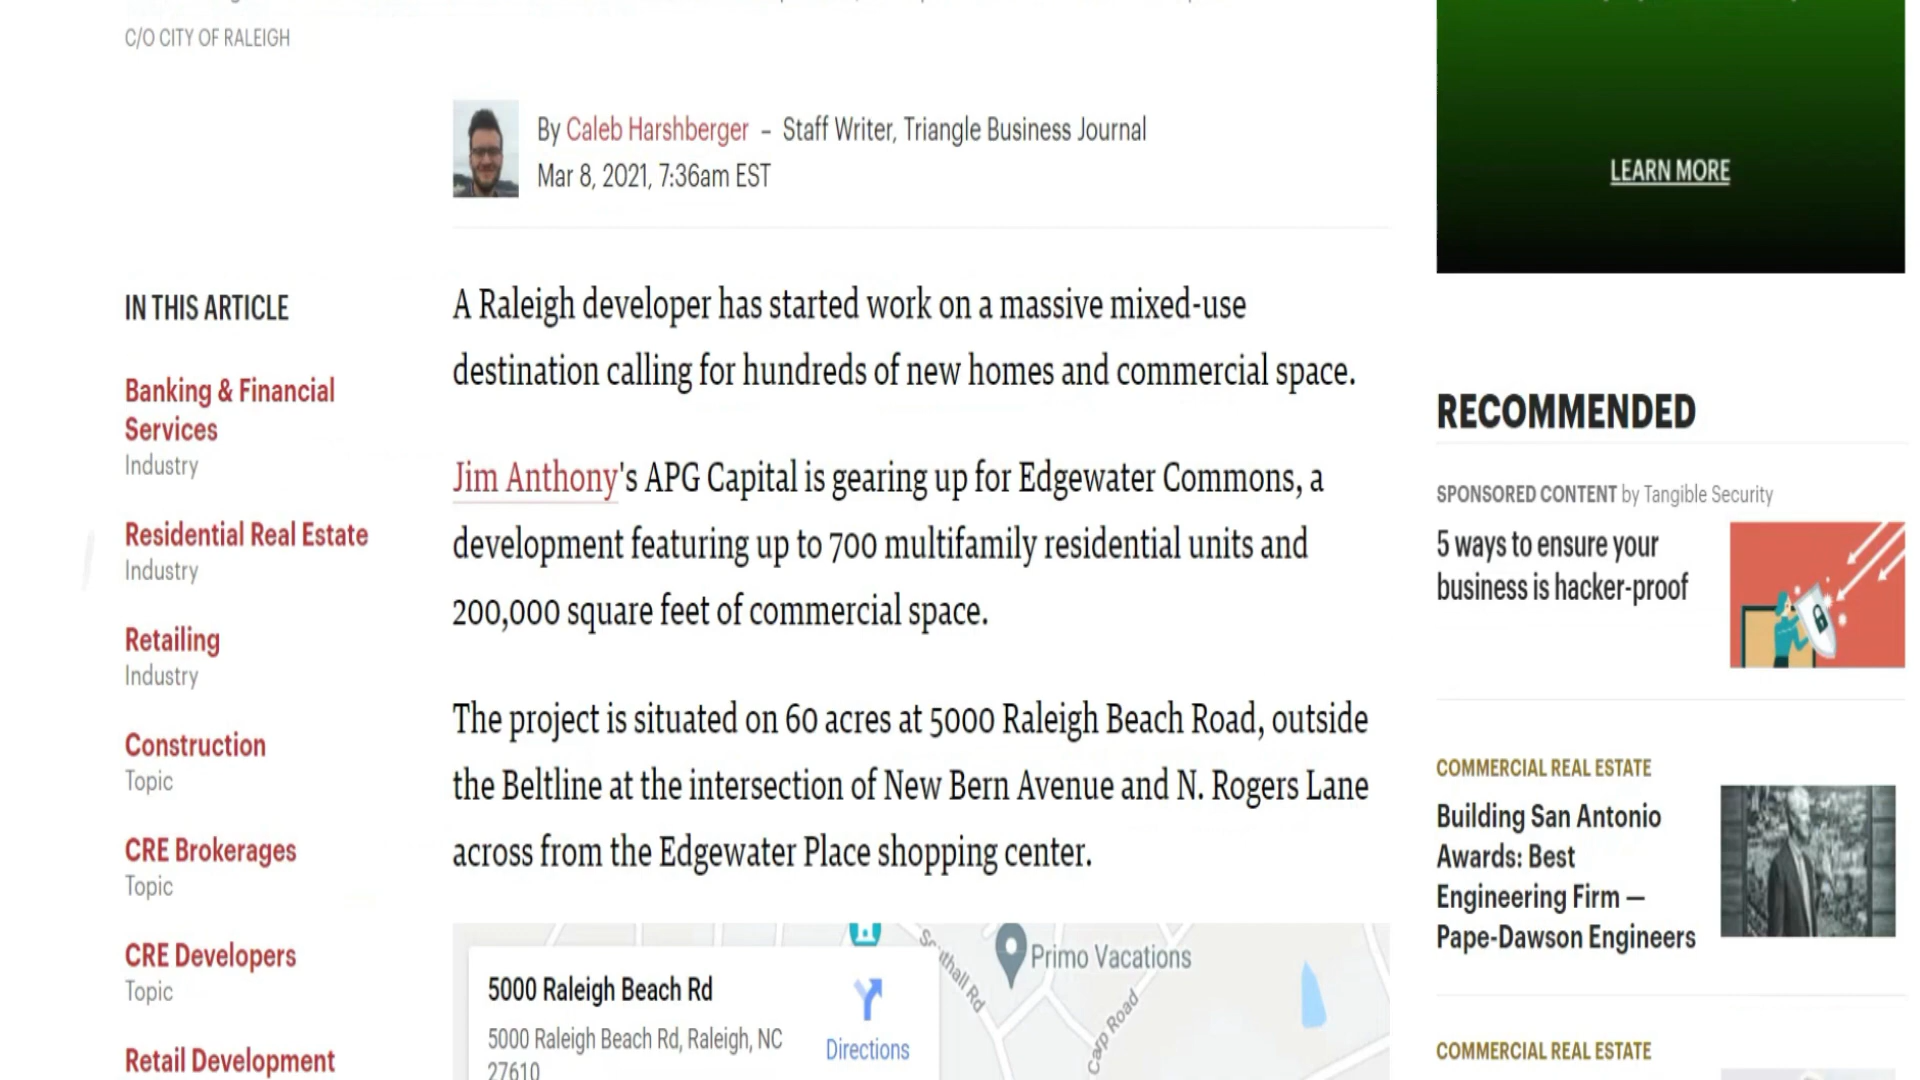 C/O CITY OF RALEIGH
By Caleb Harshberger – Staff Writer, Triangle Business Journal
Mar 8, 2021, 7:36am EST
IN THIS ARTICLE
Banking & Financial
Services
Industry
Residential Real Estate
Industry
Retailing
Industry
Construction
Topic
CRE Brokerages
Topic
CRE Developers
Topic
Retail Development
A Raleigh developer has started work on a massive mixed-use
destination calling for hundreds of new homes and commercial space.
Jim Anthony's APG Capital is gearing up for Edgewater Commons, a
development featuring up to 700 multifamily residential units and
200,000 square feet of commercial space.
The project is situated on 60 acres at 5000 Raleigh Beach Road, outside
the Beltline at the intersection of New Bern Avenue and N. Rogers Lane
across from the Edgewater Place shopping center.
5000 Raleigh Beach Rd
5000 Raleigh Beach Rd, Raleigh, NC
27610
Directions
Southall Rd
Primo Vacations
Carp Road
LEARN MORE
RECOMMENDED
SPONSORED CONTENT by Tangible Security
5 ways to ensure your
business is hacker-proof
COMMERCIAL REAL ESTATE
Building San Antonio
Awards: Best
Engineering Firm —
Pape-Dawson Engineers
COMMERCIAL REAL ESTATE